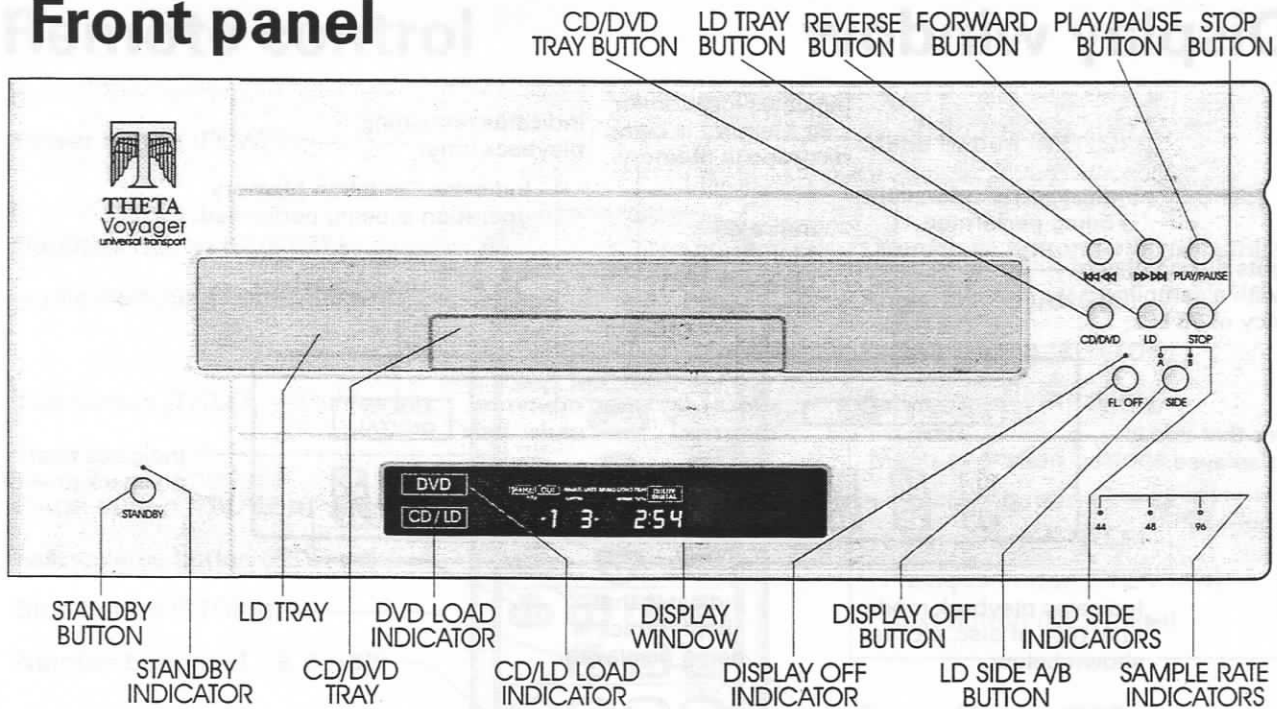 Front panel
CD/DVD TRAY BUTTON
LD TRAY BUTTON
REVERSE BUTTON
FORWARD BUTTON
PLAY/PAUSE BUTTON
STOP BUTTON
THETA
Voyager
universal transport
PLAY/PAUSE
CD/DVD
LD
STOP
A
B
FL. OFF
SIDE
STANDBY
DVD
CD/LD
-1 3- 2:54
44
48
96
STANDBY BUTTON
LD TRAY
DVD LOAD INDICATOR
DISPLAY WINDOW
DISPLAY OFF BUTTON
LD SIDE INDICATORS
STANDBY INDICATOR
CD/DVD TRAY
CD/LD LOAD INDICATOR
DISPLAY OFF INDICATOR
LD SIDE A/B BUTTON
SAMPLE RATE INDICATORS